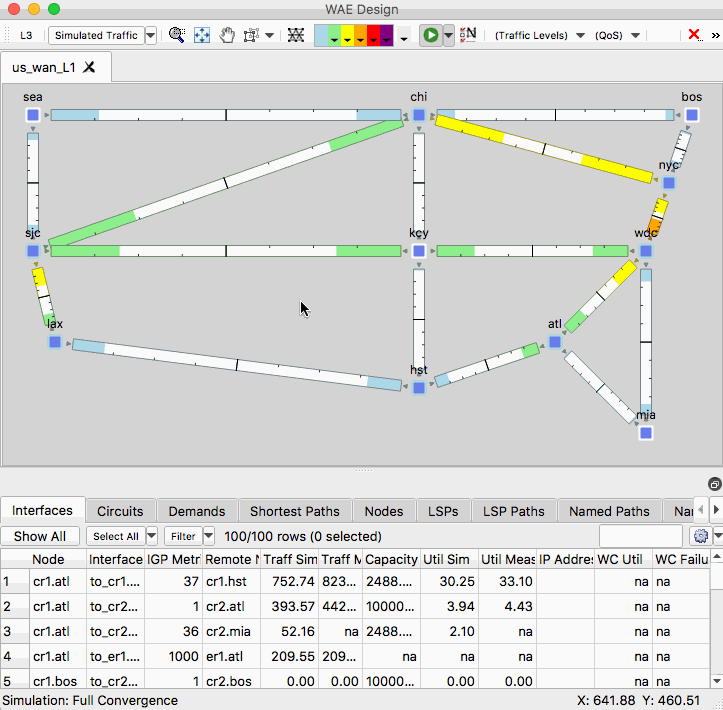 WAE Design
L3 Simulated Traffic (Traffic Levels) (QoS) »
us_wan_L1
sea chi bos
nyc
sjc kcy wdc
lax atl
hst
mia
Interfaces Circuits Demands Shortest Paths Nodes LSPs LSP Paths Named Paths
Show All Select All Filter 100/100 rows (0 selected)
Node Interface IGP Metri Remote N Traff Sim Traff M Capacity Util Sim Util Meas IP Addres WC Util WC Failu
1 cr1.atl to_cr1.... 37 cr1.hst 752.74 823... 2488.... 30.25 33.10 na na
2 cr1.atl to_cr2... 1 cr2.atl 393.57 442... 10000... 3.94 4.43 na na
3 cr1.atl to_cr2... 36 cr2.mia 52.16 na 2488.... 2.10 na na na
4 cr1.atl to_er1.... 1000 er1.atl 209.55 209... na na na na na
5 cr1.bos to_cr2... 1 cr2.bos 0.00 0.00 10000... 0.00 0.00 na na
Simulation: Full Convergence X: 641.88 Y: 460.51